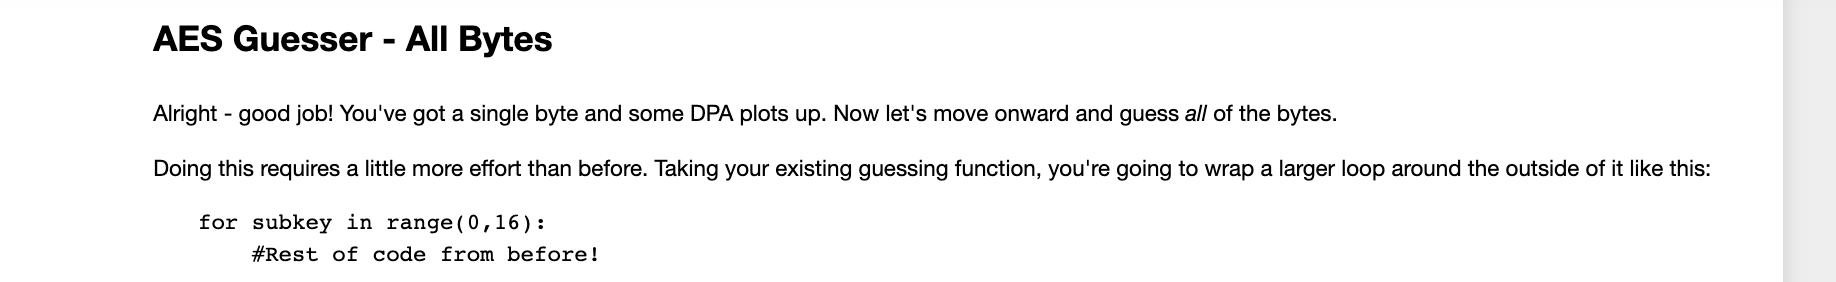 AES Guesser - All Bytes
Alright - good job! You've got a single byte and some DPA plots up. Now let's move onward and guess all of the bytes.
Doing this requires a little more effort than before. Taking your existing guessing function, you're going to wrap a larger loop around the outside of it like this:
for subkey in range(0,16):
    #Rest of code from before!